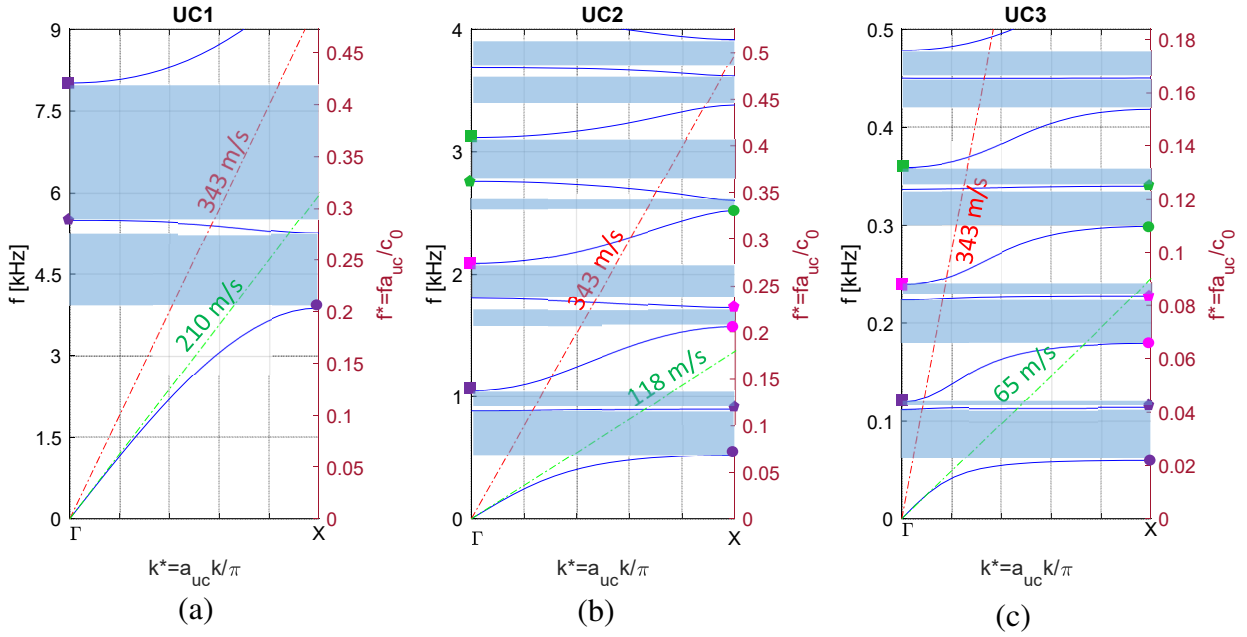 UC1
9
7.5
6
4.5
3
1.5
0
f [kHz]
343 m/s
210 m/s
0.45
0.4
0.35
0.3
0.25
0.2
0.15
0.1
0.05
0
f*=fa_uc/c_0
Γ
X
k*=a_uc k/π
(a)
UC2
4
3
2
1
0
f [kHz]
343 m/s
118 m/s
0.5
0.45
0.4
0.35
0.3
0.25
0.2
0.15
0.1
0.05
0
f*=fa_uc/c_0
Γ
X
k*=a_uc k/π
(b)
UC3
0.5
0.4
0.3
0.2
0.1
0
f [kHz]
343 m/s
65 m/s
0.18
0.16
0.14
0.12
0.1
0.08
0.06
0.04
0.02
0
f*=fa_uc/c_0
Γ
X
k*=a_uc k/π
(c)